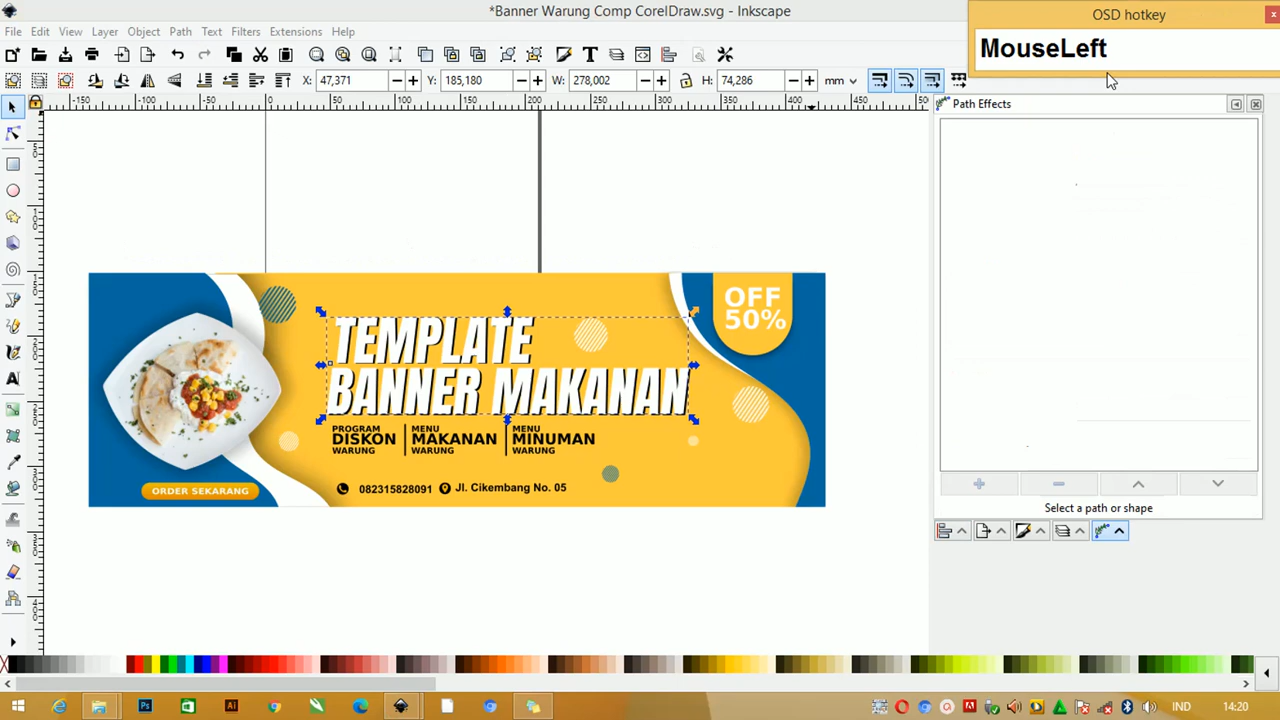 *Banner Warung Comp CorelDraw.svg - Inkscape
OSD hotkey
MouseLeft
File Edit View Layer Object Path Text Filters Extensions Help
X: 47,371 Y: 185,180 W: 278,002 H: 74,286 mm
Path Effects
OFF
50%
TEMPLATE
BANNER MAKANAN
PROGRAM
DISKON
WARUNG
MENU
MAKANAN
WARUNG
MENU
MINUMAN
WARUNG
ORDER SEKARANG
082315828091 Jl. Cikembang No. 05
Select a path or shape
IND 14:20